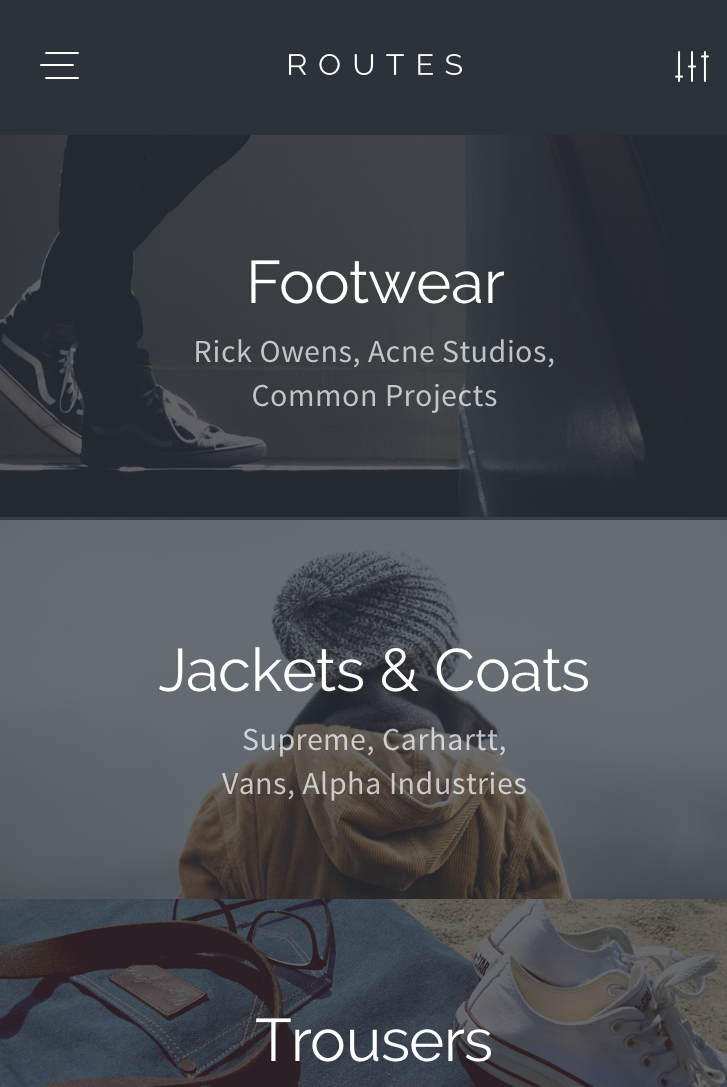 ROUTES
Footwear
Rick Owens, Acne Studios,
Common Projects
Jackets & Coats
Supreme, Carhartt,
Vans, Alpha Industries
Trousers